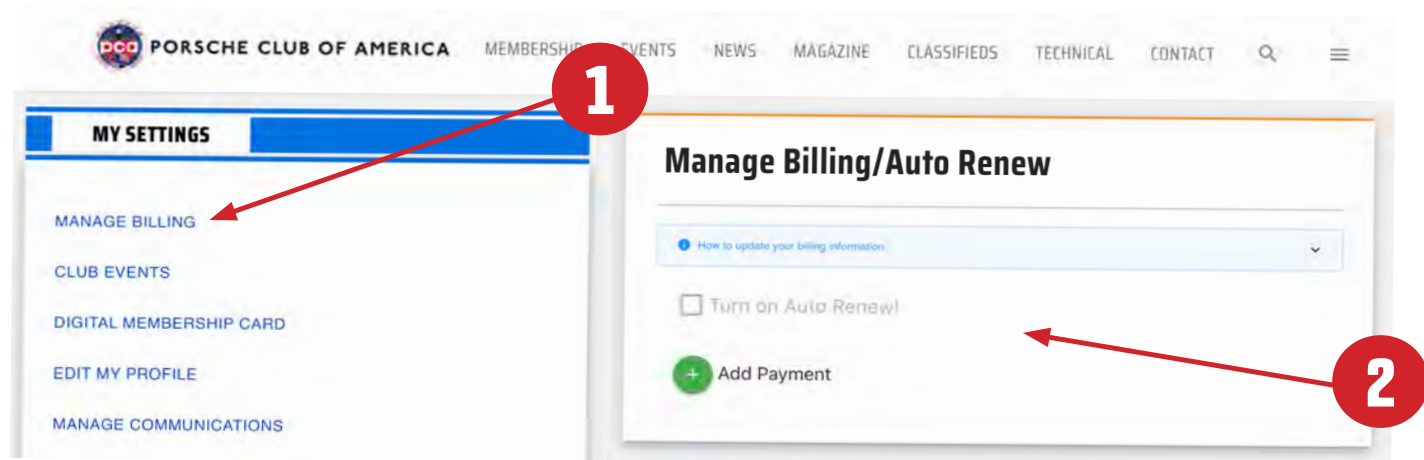 PCA PORSCHE CLUB OF AMERICA MEMBERSHIP EVENTS NEWS MAGAZINE CLASSIFIEDS TECHNICAL CONTACT
1
MY SETTINGS
MANAGE BILLING
CLUB EVENTS
DIGITAL MEMBERSHIP CARD
EDIT MY PROFILE
MANAGE COMMUNICATIONS
Manage Billing/Auto Renew
How to update your billing information
Turn on Auto Renew!
Add Payment
2